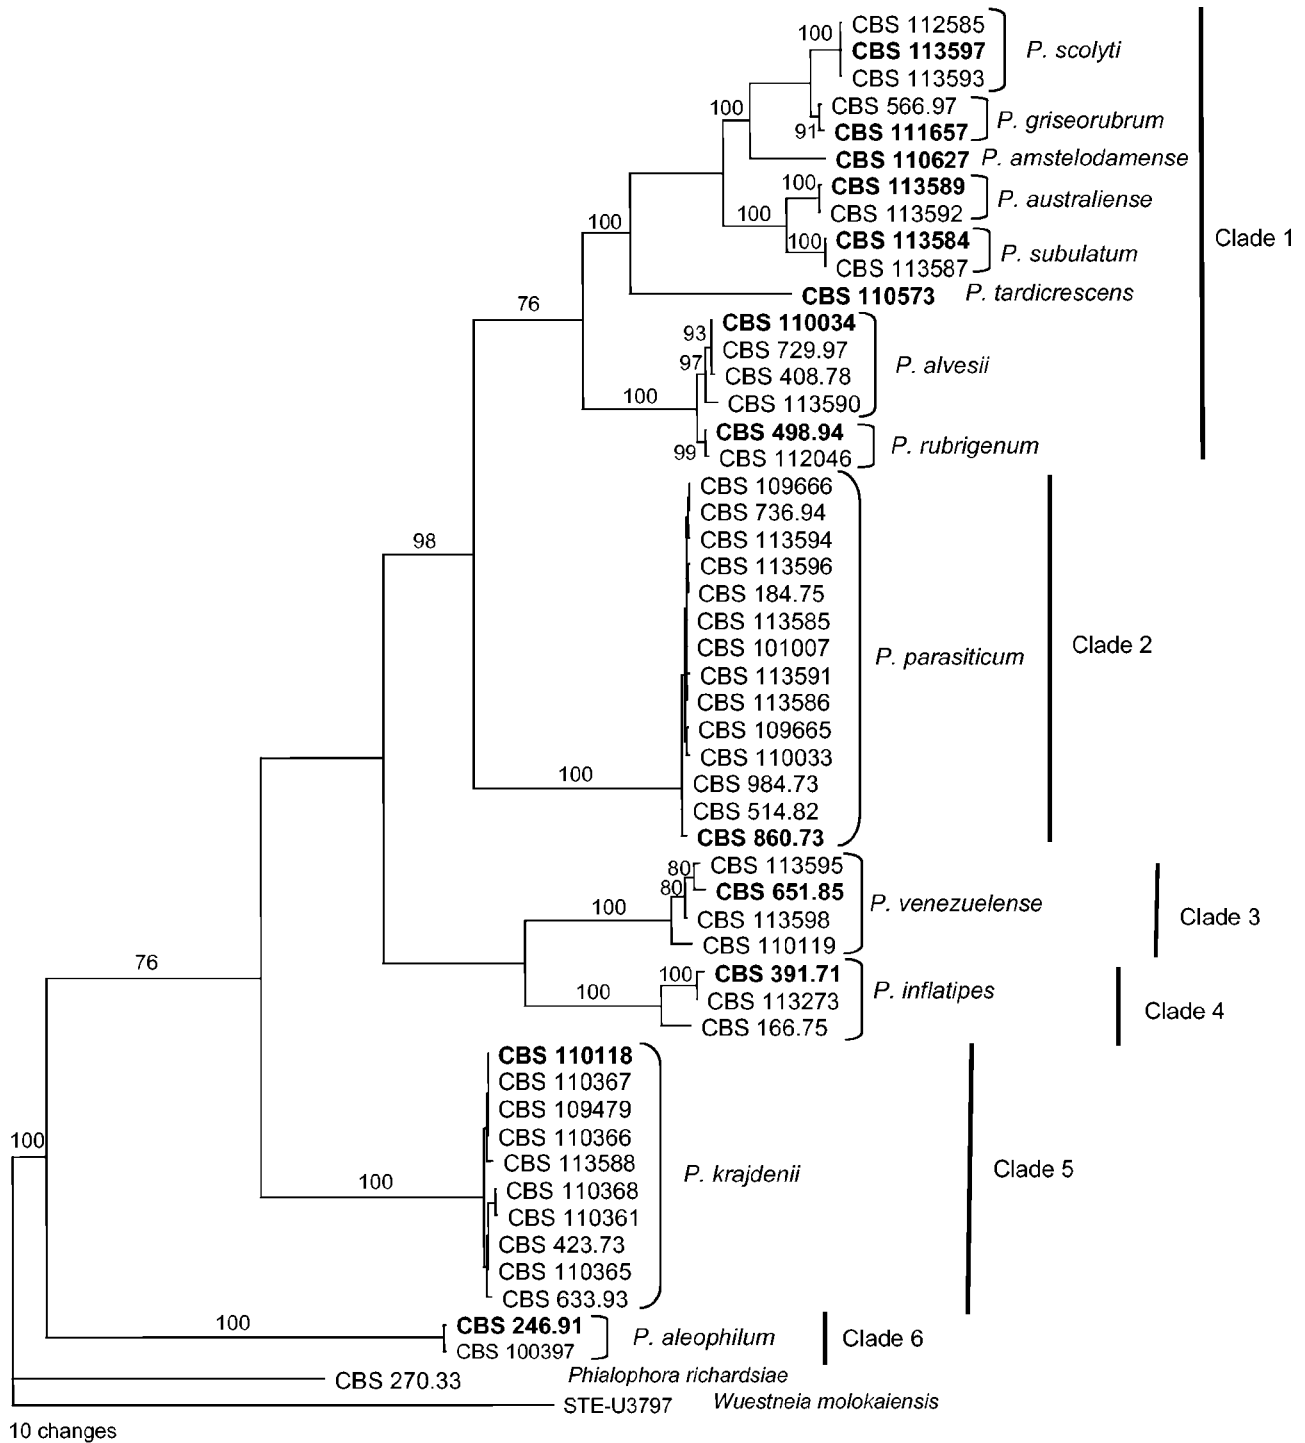 100
CBS 112585
CBS 113597
CBS 113593
P. scolyti
100
CBS 566.97
91
CBS 111657
P. griseorubrum
CBS 110627 P. amstelodamense
100
CBS 113589
CBS 113592
P. australiense
100
100
CBS 113584
CBS 113587
P. subulatum
100
CBS 110573 P. tardicrescens
Clade 1
76
93
CBS 110034
CBS 729.97
97
CBS 408.78
CBS 113590
P. alvesii
100
CBS 498.94
99
CBS 112046
P. rubrigenum
98
CBS 109666
CBS 736.94
CBS 113594
CBS 113596
CBS 184.75
CBS 113585
CBS 101007
CBS 113591
CBS 113586
CBS 109665
CBS 110033
CBS 984.73
CBS 514.82
CBS 860.73
100
P. parasiticum
Clade 2
80
CBS 113595
80
CBS 651.85
CBS 113598
CBS 110119
100
P. venezuelense
Clade 3
100
CBS 391.71
CBS 113273
CBS 166.75
100
P. inflatipes
Clade 4
76
CBS 110118
CBS 110367
CBS 109479
CBS 110366
CBS 113588
CBS 110368
CBS 110361
CBS 423.73
CBS 110365
CBS 633.93
100
P. krajdenii
Clade 5
100
100
CBS 246.91
CBS 100397
P. aleophilum
Clade 6
CBS 270.33 Phialophora richardsiae
STE-U3797 Wuestneia molokaiensis
10 changes